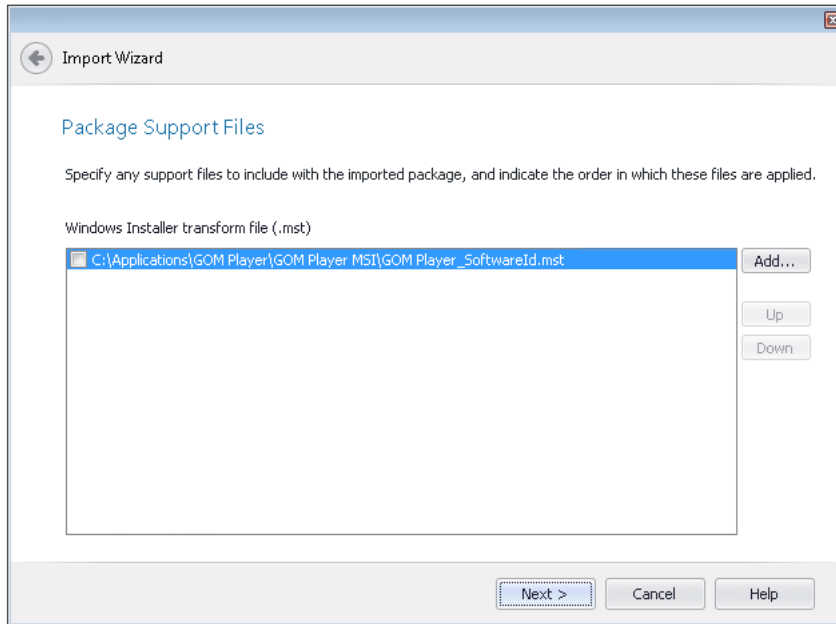 Import Wizard
Package Support Files
Specify any support files to include with the imported package, and indicate the order in which these files are applied.
Windows Installer transform file (.mst)
C:\Applications\GOM Player\GOM Player MSI\GOM Player_SoftwareId.mst
Add...
Up
Down
Next >
Cancel
Help